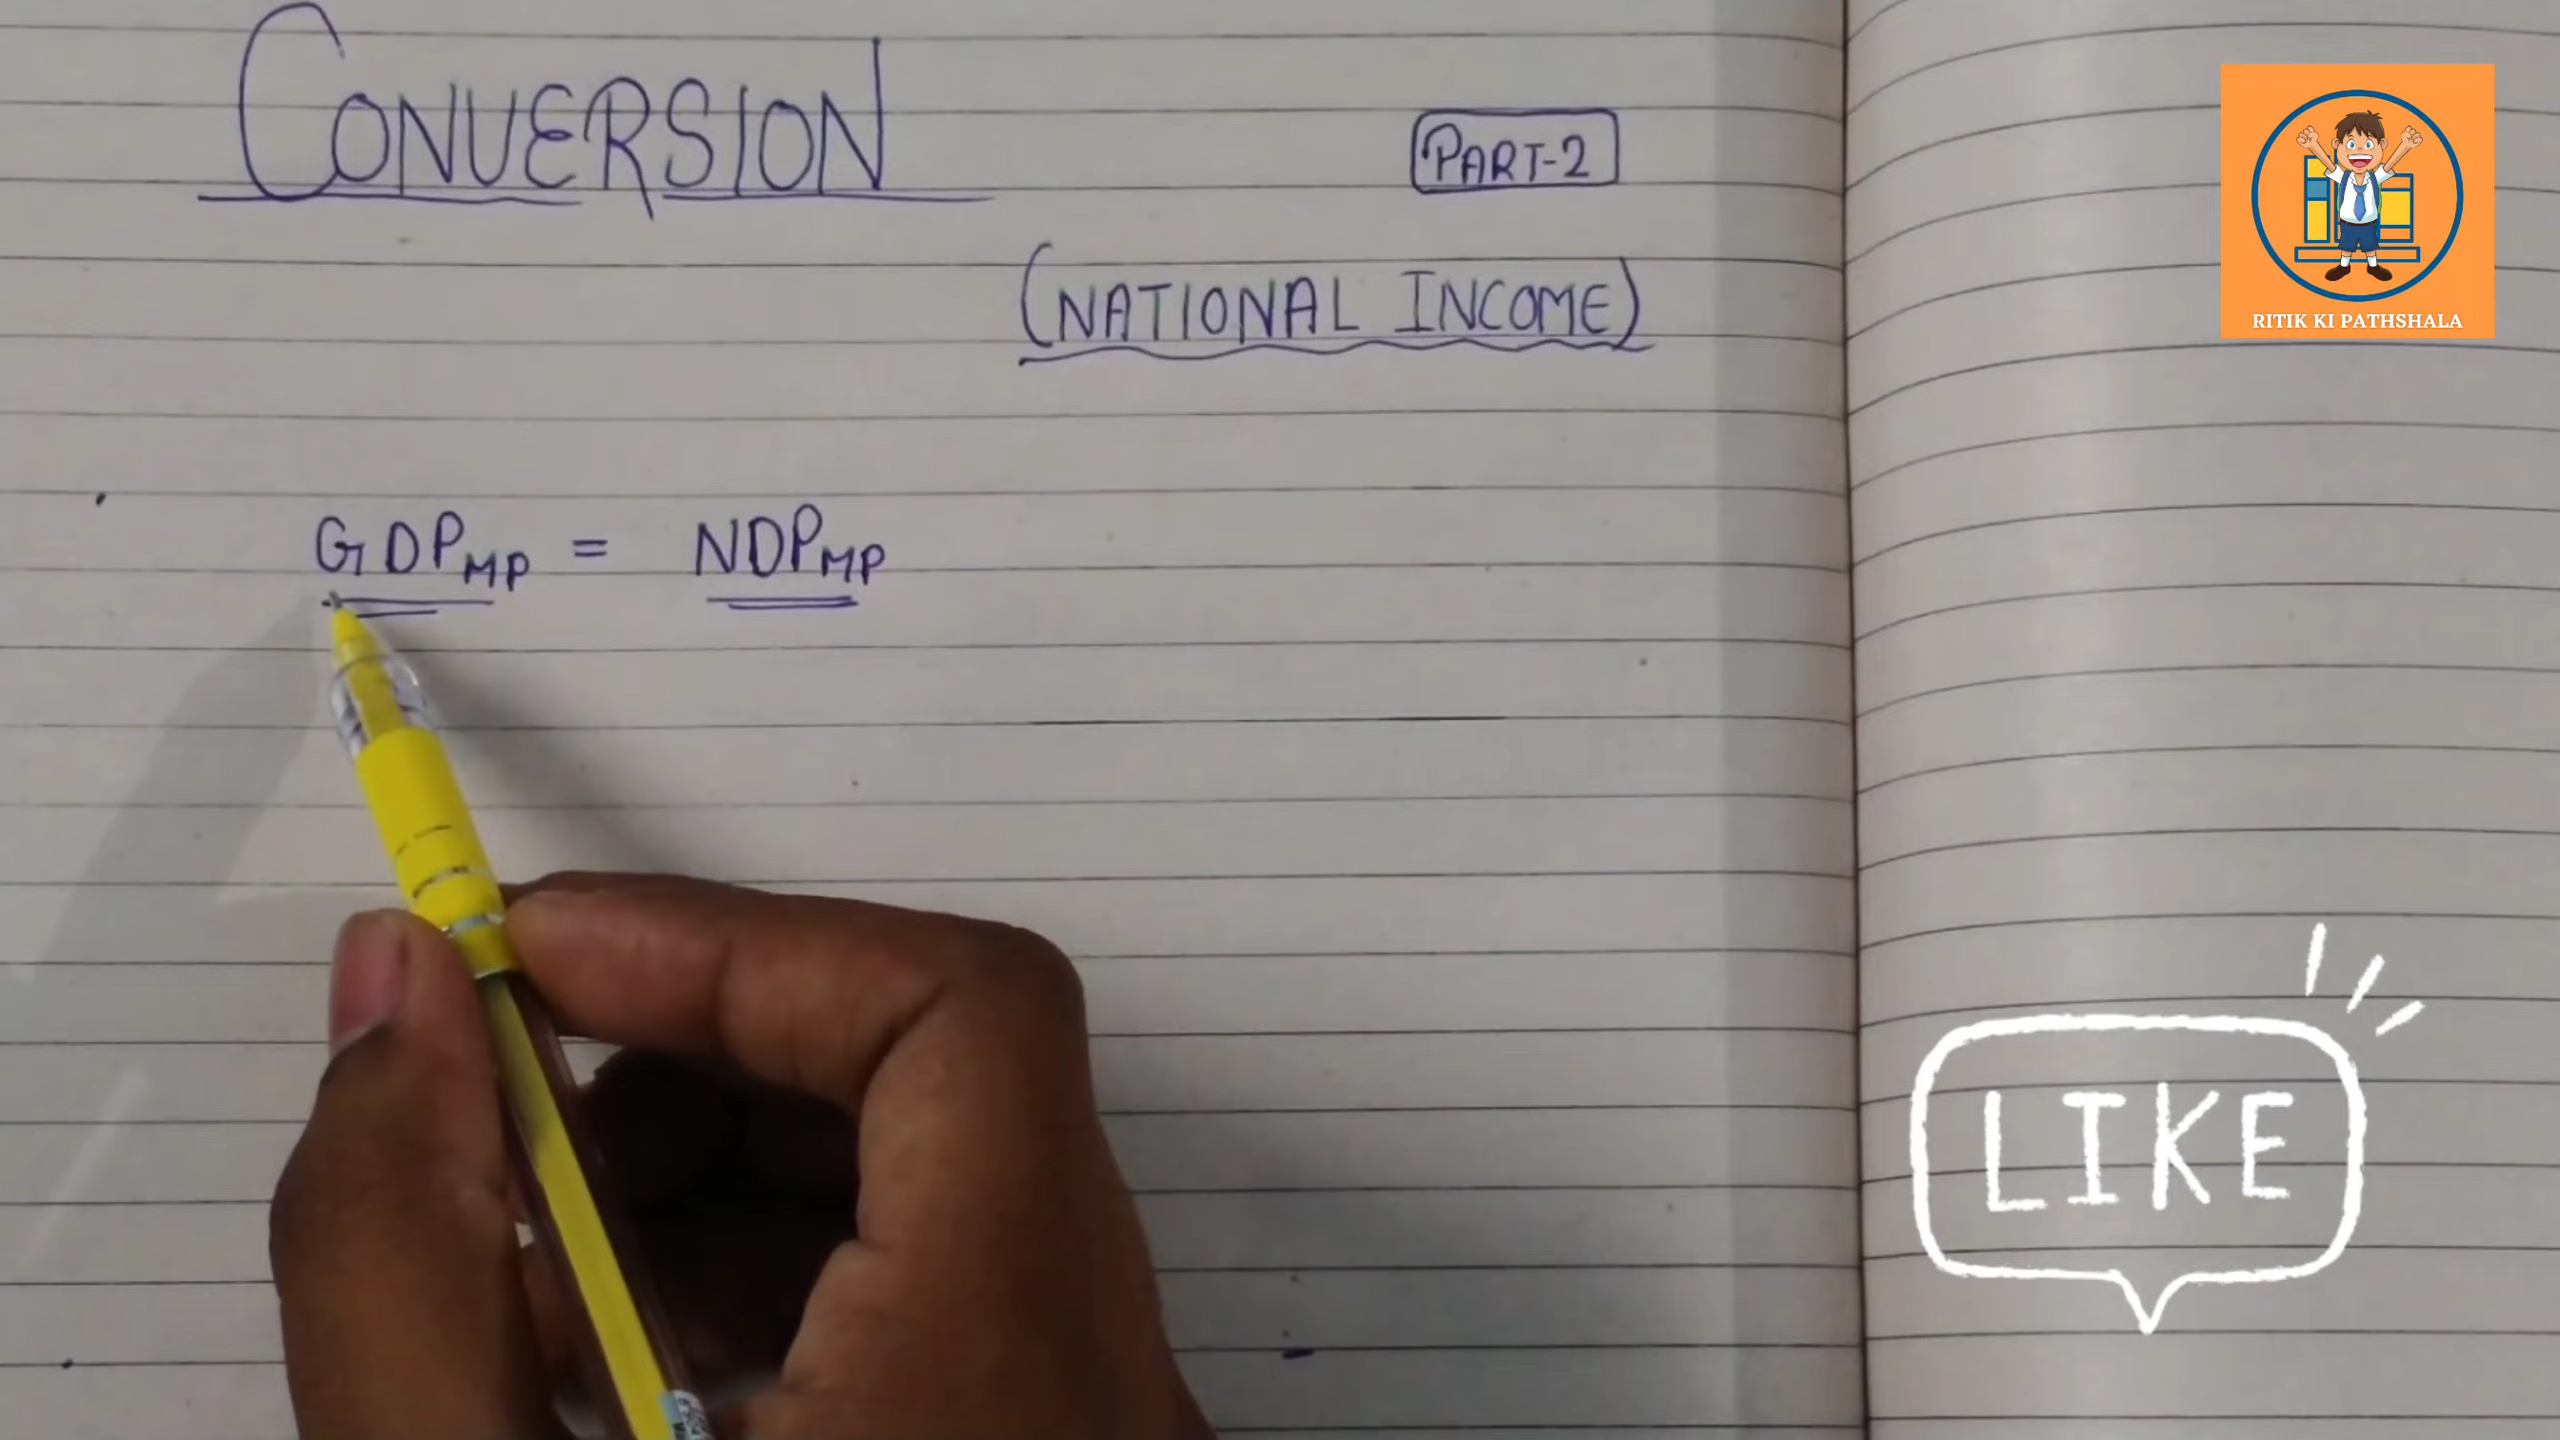 CONVERSION
PART-2
(NATIONAL INCOME)
RITIK KI PATHSHALA
GDPMP = NDPMP
LIKE